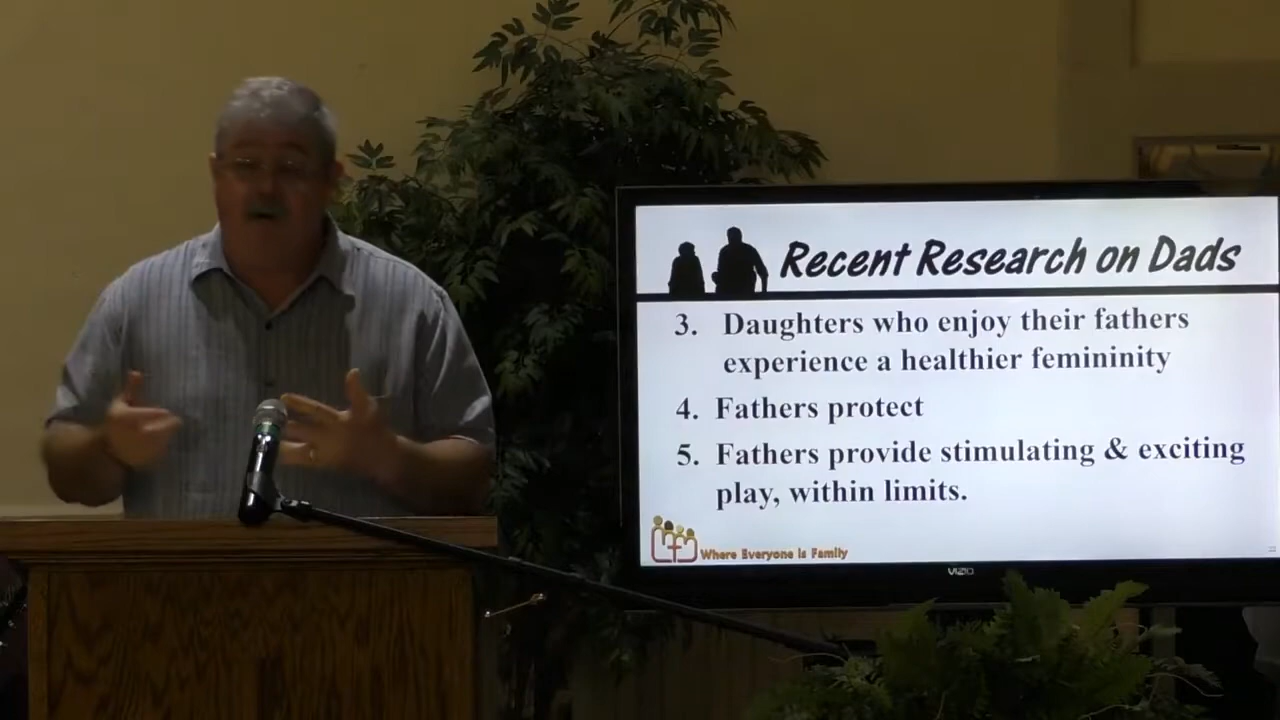 Recent Research on Dads
3. Daughters who enjoy their fathers
experience a healthier femininity
4. Fathers protect
5. Fathers provide stimulating & exciting
play, within limits.
Where Everyone is Family
VIZIO